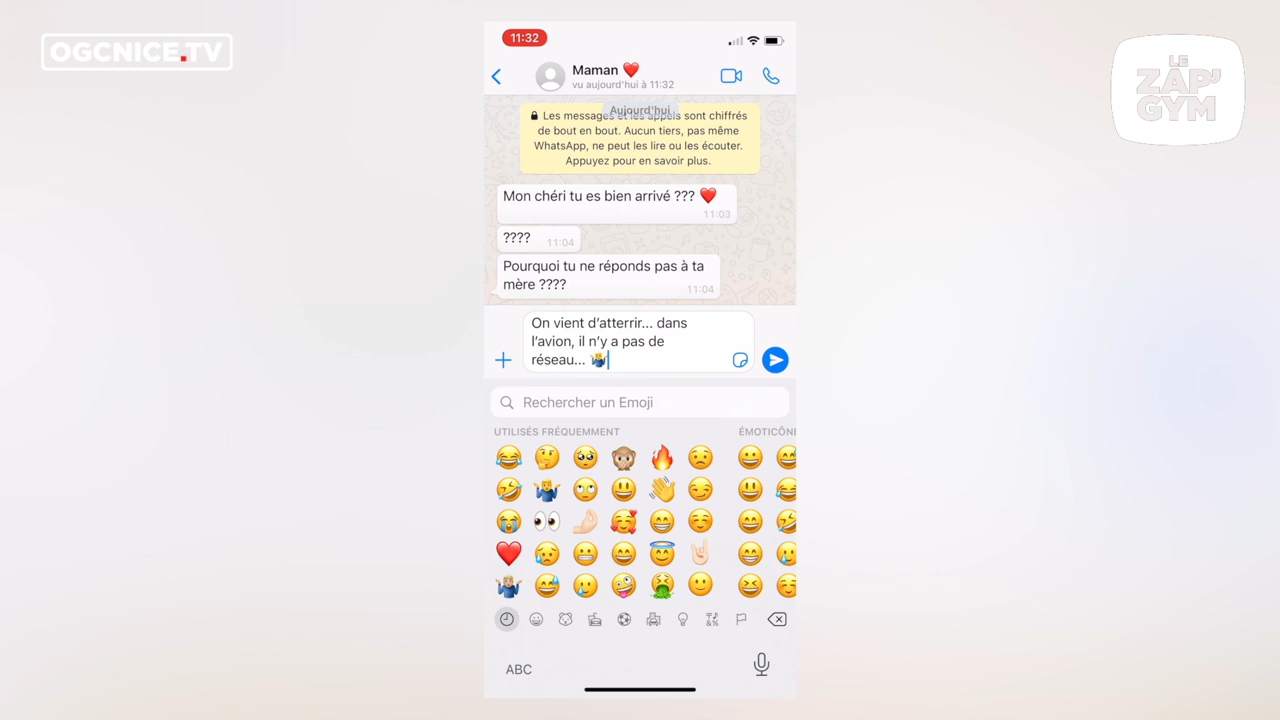 OGCNICE.TV
LE
ZAP'
GYM
11:32
Maman ❤️
vu aujourd'hui à 11:32
Aujourd'hui
🔒 Les messages et les appels sont chiffrés
de bout en bout. Aucun tiers, pas même
WhatsApp, ne peut les lire ou les écouter.
Appuyez pour en savoir plus.
Mon chéri tu es bien arrivé ??? ❤️
11:03
???? 11:04
Pourquoi tu ne réponds pas à ta
mère ????
11:04
On vient d’atterrir... dans
l’avion, il n’y a pas de
réseau... 🤷‍♂️
Rechercher un Emoji
UTILISÉS FRÉQUEMMENT ÉMOTICÔNE
ABC